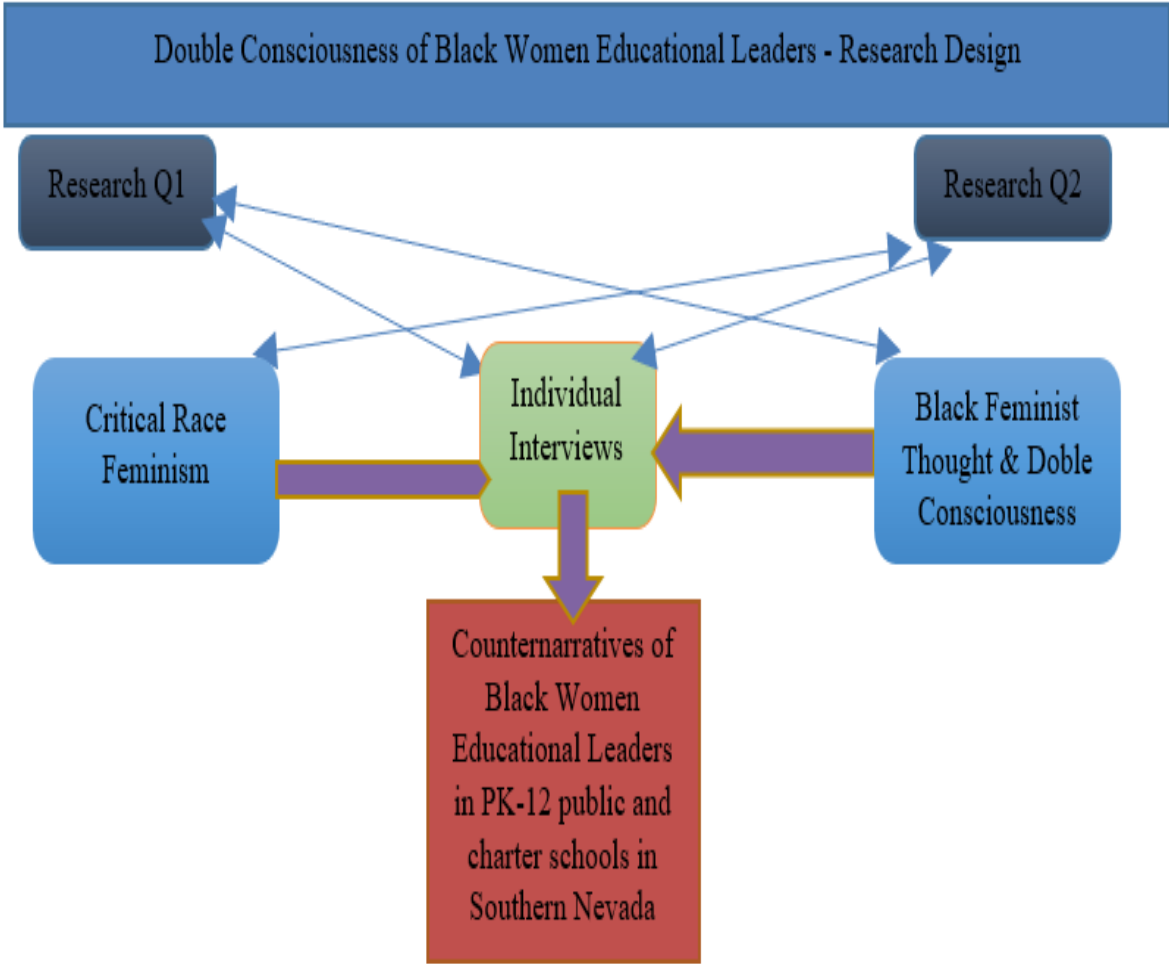 Double Consciousness of Black Women Educational Leaders - Research Design
Research Q1
Research Q2
Critical Race
Feminism
Individual
Interviews
Black Feminist
Thought & Doble
Consciousness
Counternarratives of
Black Women
Educational Leaders
in PK-12 public and
charter schools in
Southern Nevada